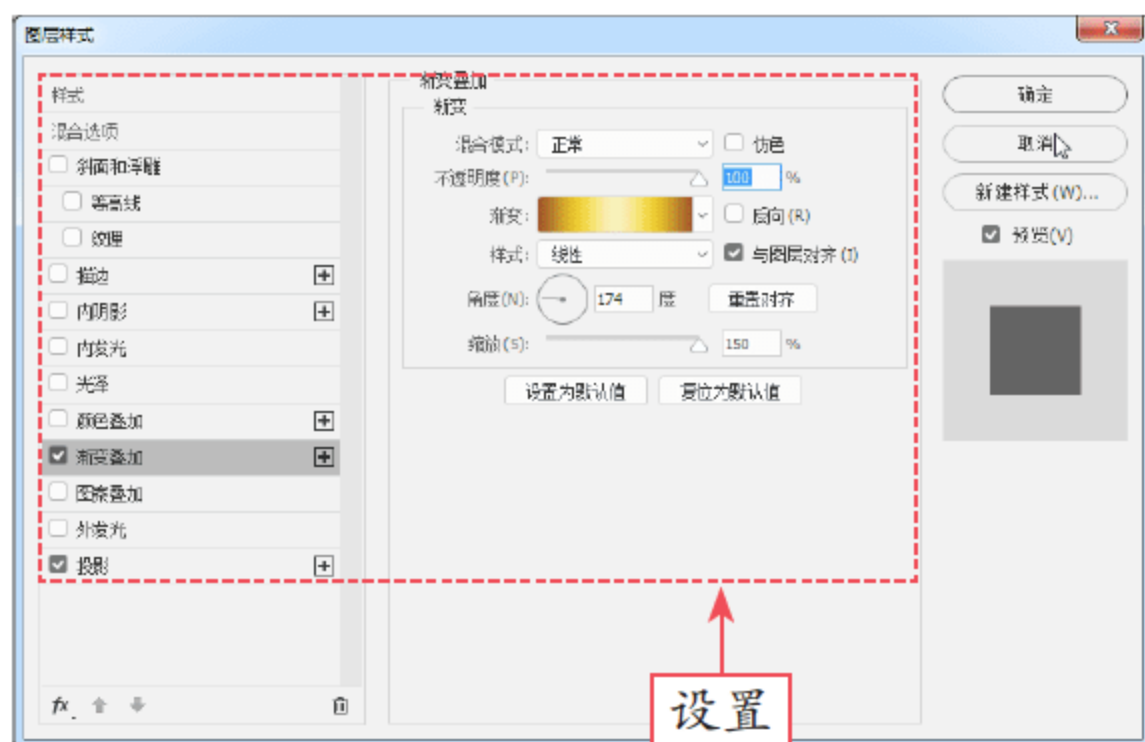 图层样式
样式
混合选项
斜面和浮雕
等高线
纹理
描边
内阴影
内发光
光泽
颜色叠加
渐变叠加
图案叠加
外发光
投影
fx
渐变叠加
渐变
混合模式: 正常 仿色
不透明度(P): 100 %
渐变: 反向(R)
样式: 线性 与图层对齐(I)
角度(N): 174 度 重置对齐
缩放(S): 150 %
设置为默认值 复位为默认值
确定
取消
新建样式(W)...
预览(V)
设置